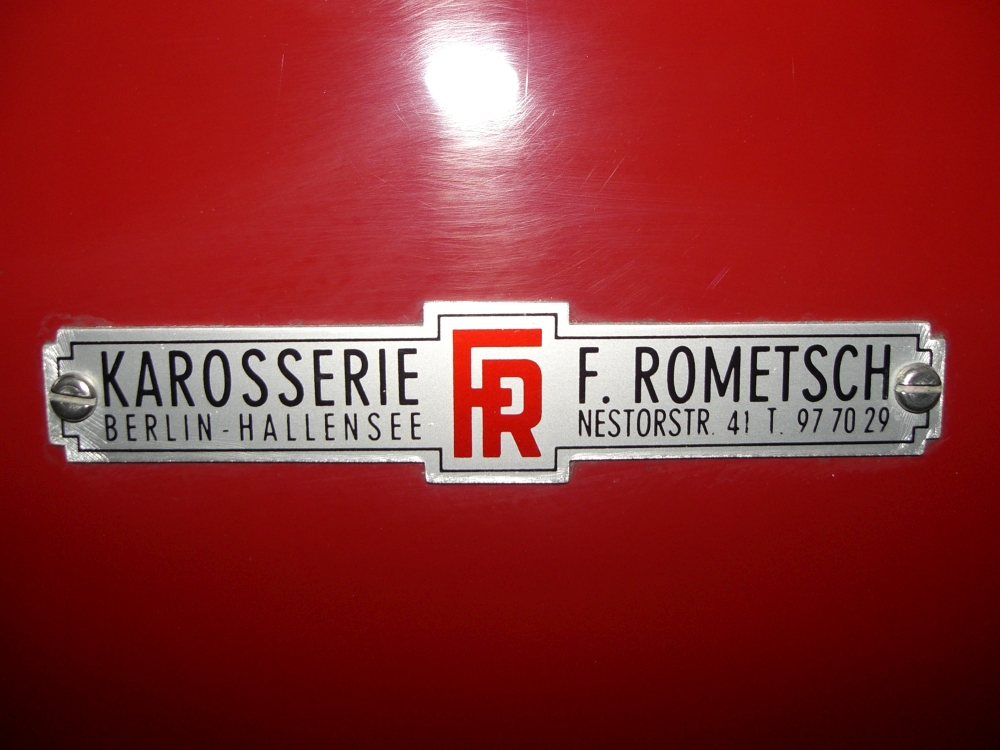 KAROSSERIE FR F. ROMETSCH
BERLIN-HALLENSEE NESTORSTR. 41 T. 97 70 29